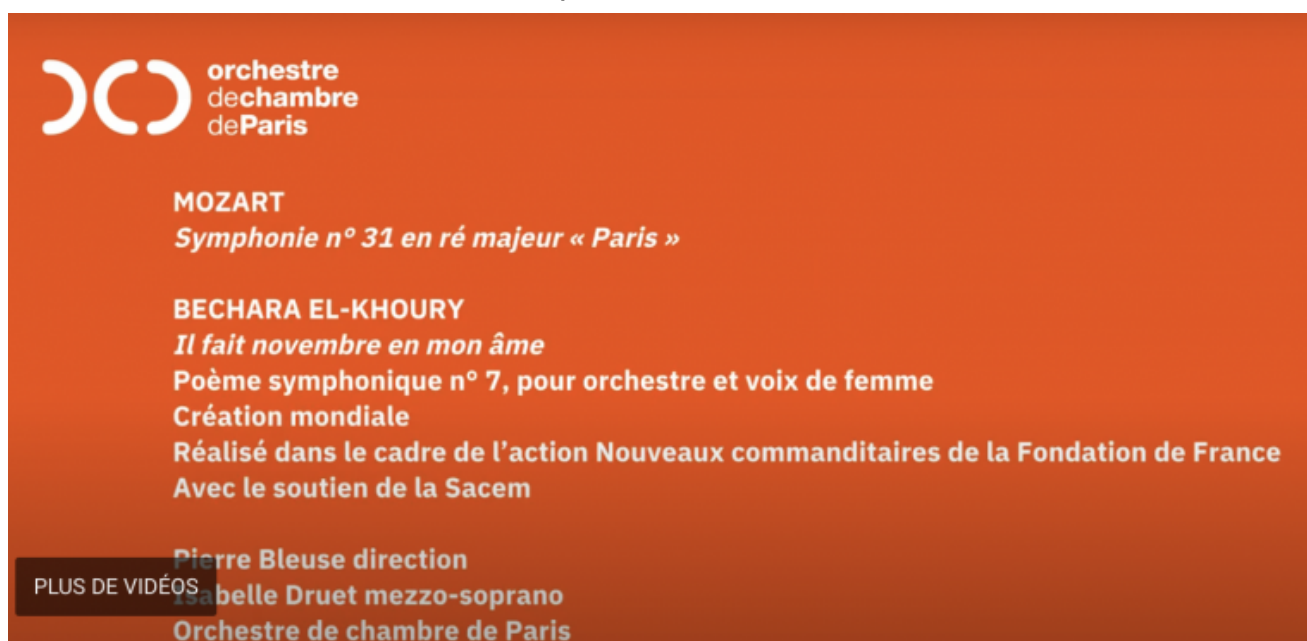 orchestre
dechambre
deParis
MOZART
Symphonie n° 31 en ré majeur « Paris »
BECHARA EL-KHOURY
Il fait novembre en mon âme
Poème symphonique n° 7, pour orchestre et voix de femme
Création mondiale
Réalisé dans le cadre de l’action Nouveaux commanditaires de la Fondation de France
Avec le soutien de la Sacem
Pierre Bleuse direction
PLUS DE VIDÉOS
Isabelle Druet mezzo-soprano
Orchestre de chambre de Paris